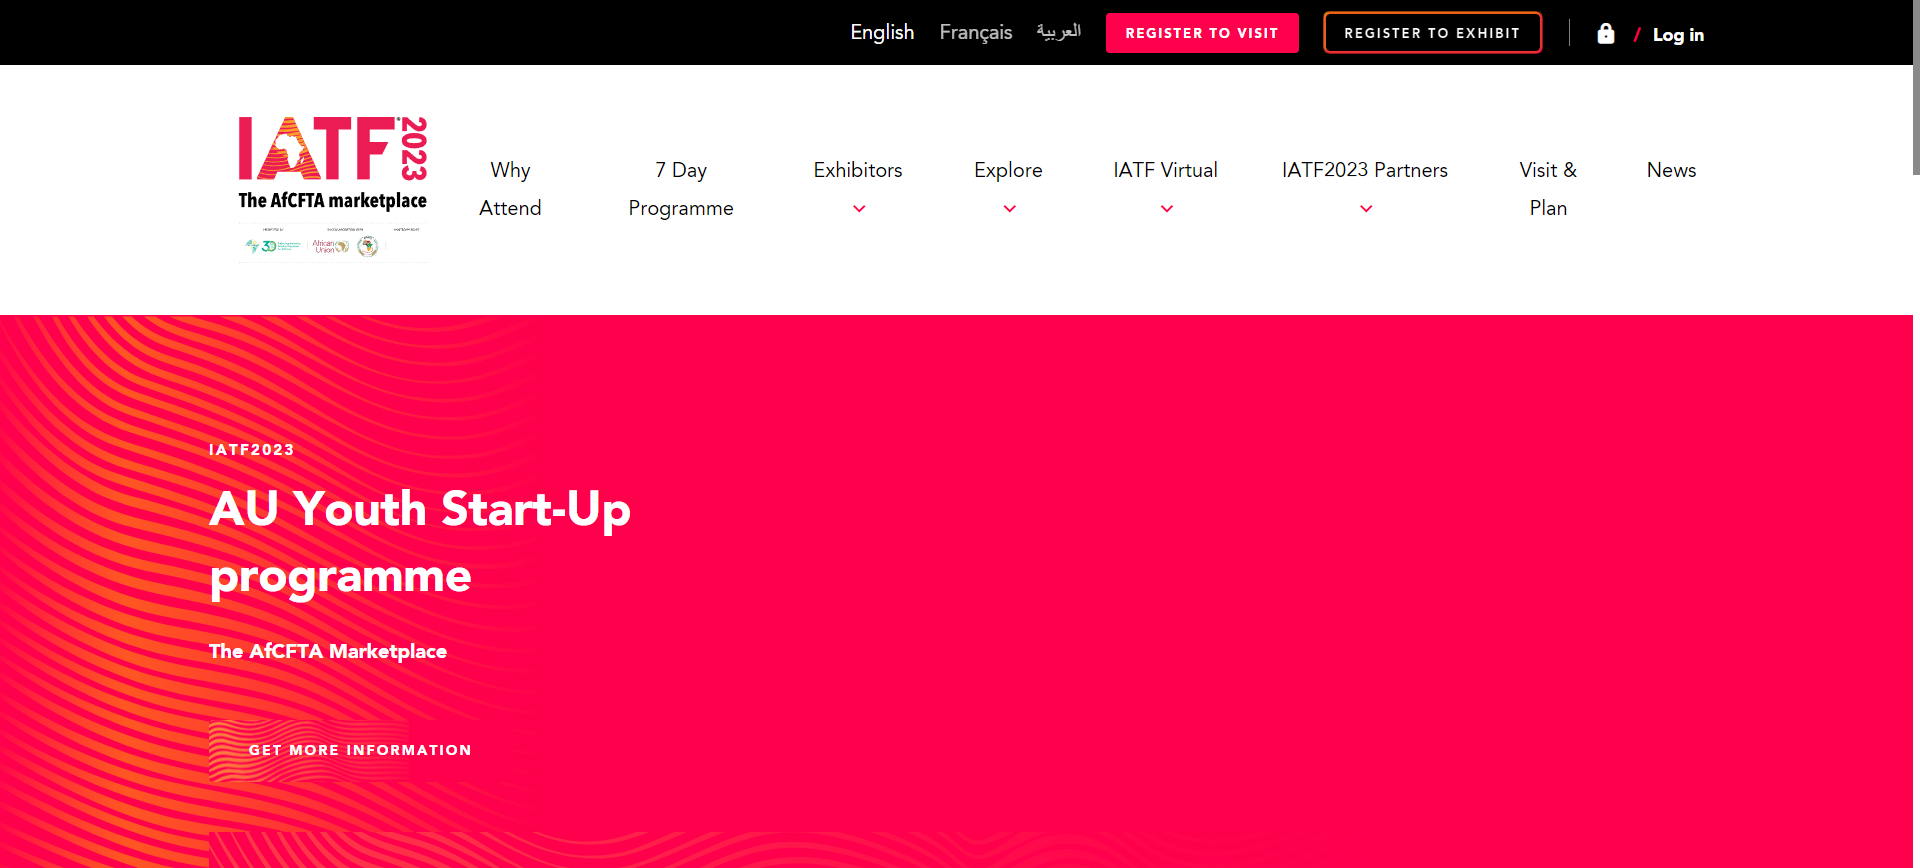 English Français العربية REGISTER TO VISIT REGISTER TO EXHIBIT / Log in
IATF 2023
The AfCFTA marketplace
African Union
Why Attend
7 Day Programme
Exhibitors
Explore
IATF Virtual
IATF2023 Partners
Visit & Plan
News
IATF2023
AU Youth Start-Up
programme
The AfCFTA Marketplace
GET MORE INFORMATION